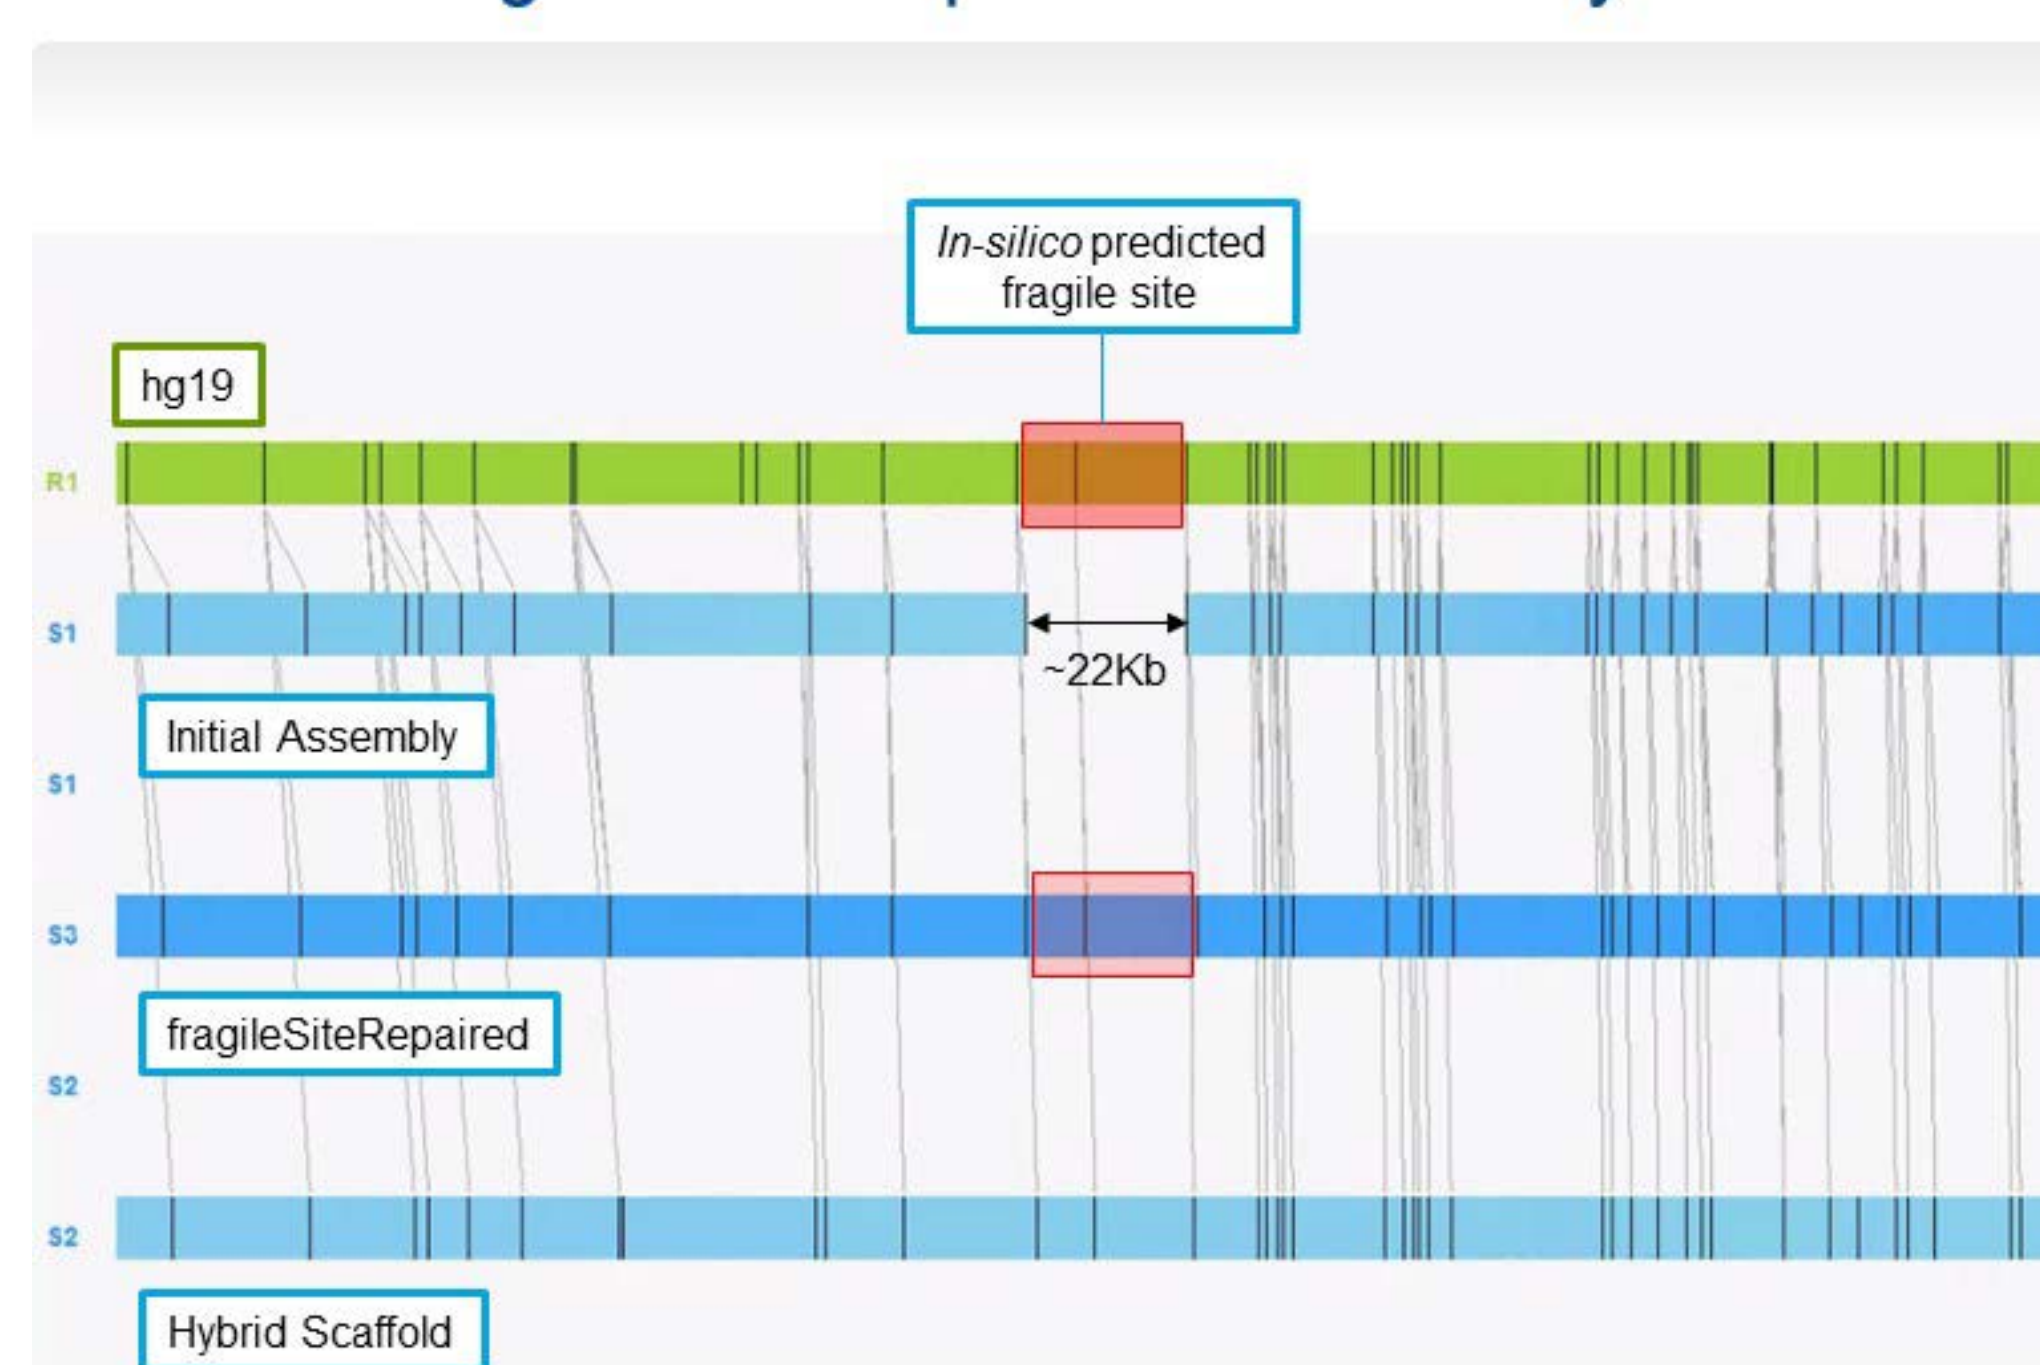 In-silico predicted
fragile site
hg19
R1
S1
~22Kb
Initial Assembly
S1
S3
fragileSiteRepaired
S2
S2
Hybrid Scaffold